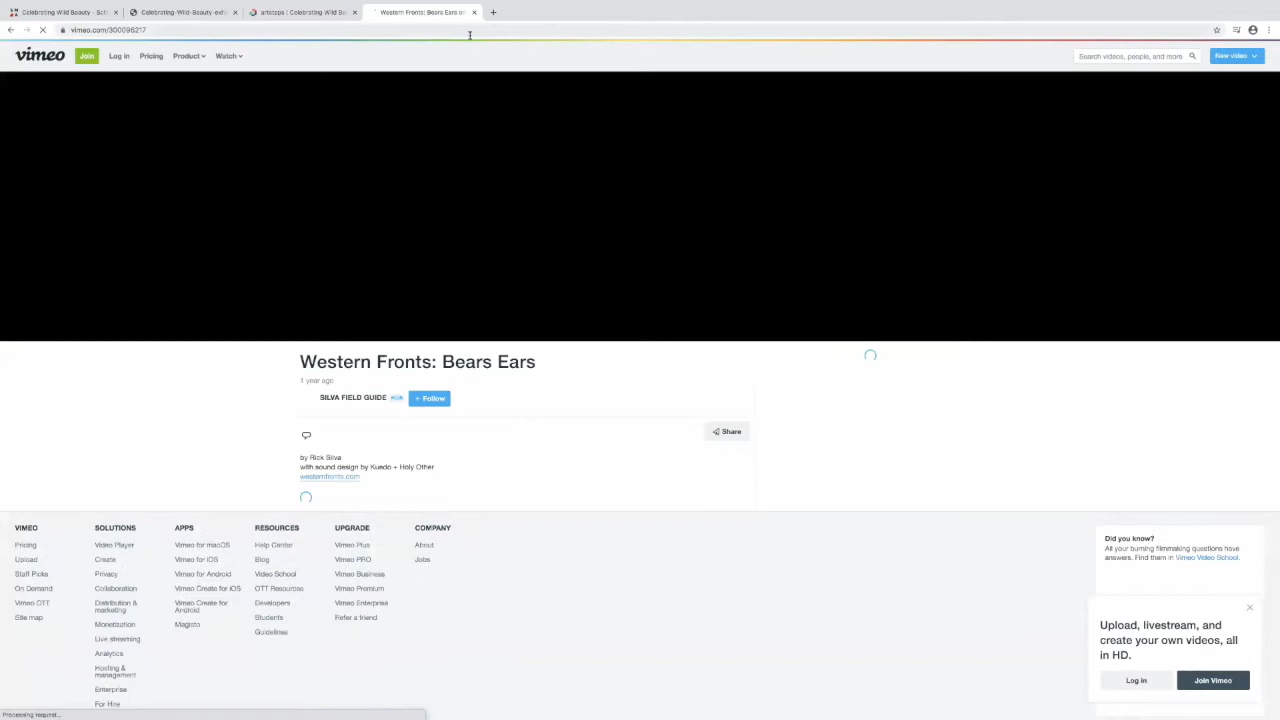 Celebrating Wild Beauty - Sch
Celebrating-Wild-Beauty-exhi
artsteps | Celebrating Wild Be
Western Fronts: Bears Ears on
vimeo.com/300096217
vimeo
Join
Log in
Pricing
Product
Watch
Search videos, people, and more
New video
Western Fronts: Bears Ears
1 year ago
SILVA FIELD GUIDE
PLUS
+ Follow
Share
by Rick Silva
with sound design by Kuedo + Holy Other
westernfronts.com
VIMEO
Pricing
Upload
Staff Picks
On Demand
Vimeo OTT
Site map
SOLUTIONS
Video Player
Create
Privacy
Collaboration
Distribution &
marketing
Monetization
Live streaming
Analytics
Hosting &
management
Enterprise
For Hire
APPS
Vimeo for macOS
Vimeo for iOS
Vimeo for Android
Vimeo Create for iOS
Vimeo Create for
Android
Magisto
RESOURCES
Help Center
Blog
Video School
OTT Resources
Developers
Students
Guidelines
UPGRADE
Vimeo Plus
Vimeo PRO
Vimeo Business
Vimeo Premium
Vimeo Enterprise
Refer a friend
COMPANY
About
Jobs
Did you know?
All your burning filmmaking questions have
answers. Find them in Vimeo Video School.
Upload, livestream, and
create your own videos, all
in HD.
Log in
Join Vimeo
Processing request...